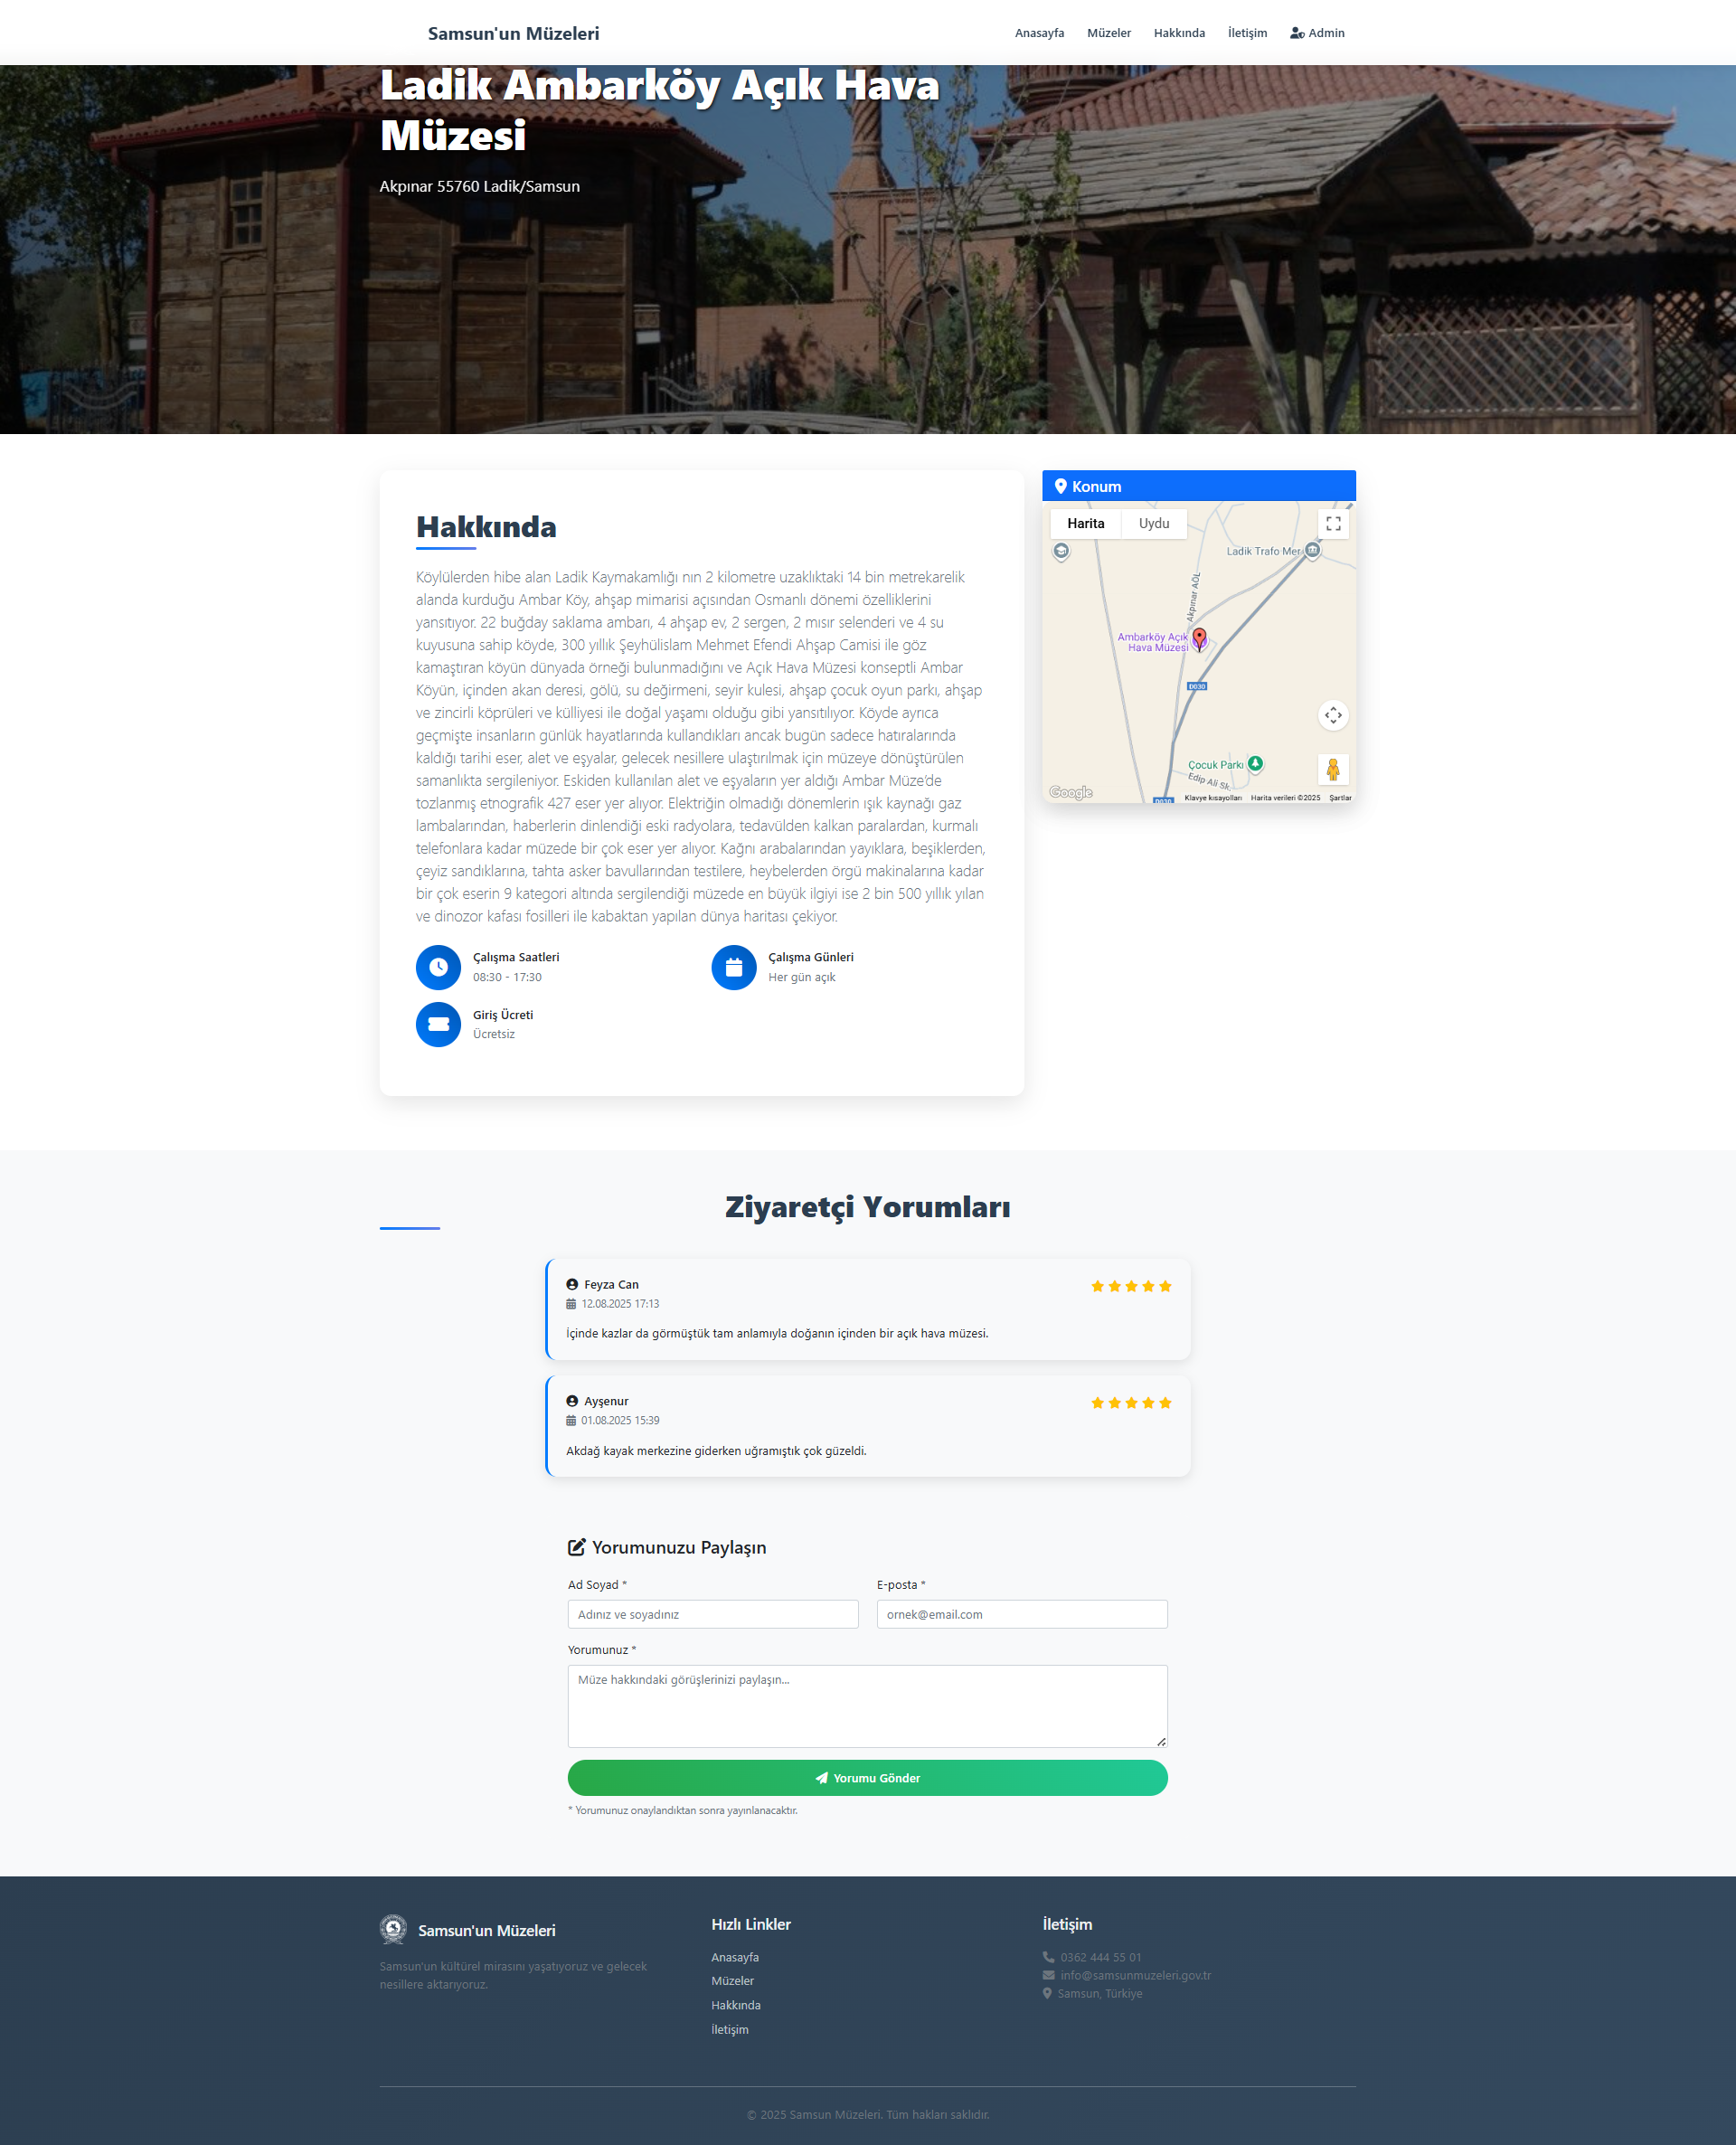 Samsun'un Müzeleri
Anasayfa
Müzeler
Hakkında
İletişim
Admin
Ladik Ambarköy Açık Hava
Müzesi
Akpınar 55760 Ladik/Samsun
Hakkında
Köylülerden hibe alan Ladik Kaymakamlığı nın 2 kilometre uzaklıktaki 14 bin metrekarelik
alanda kurduğu Ambar Köy, ahşap mimarisi açısından Osmanlı dönemi özelliklerini
yansıtıyor. 22 buğday saklama ambarı, 4 ahşap ev, 2 sergen, 2 mısır selenderi ve 4 su
kuyusuna sahip köyde, 300 yıllık Şeyhülislam Mehmet Efendi Ahşap Camisi ile göz
kamaştıran köyün dünyada örneği bulunmadığını ve Açık Hava Müzesi konseptli Ambar
Köyün, içinden akan deresi, gölü, su değirmeni, seyir kulesi, ahşap çocuk oyun parkı, ahşap
ve zincirli köprüleri ve külliyesi ile doğal yaşamı olduğu gibi yansıtılıyor. Köyde ayrıca
geçmişte insanların günlük hayatlarında kullandıkları ancak bugün sadece hatıralarında
kaldığı tarihi eser, alet ve eşyalar, gelecek nesillere ulaştırılmak için müzeye dönüştürülen
samanlıkta sergileniyor. Eskiden kullanılan alet ve eşyaların yer aldığı Ambar Müze'de
tozlanmış etnografik 427 eser yer alıyor. Elektriğin olmadığı dönemlerin ışık kaynağı gaz
lambalarından, haberlerin dinlendiği eski radyolara, tedavülden kalkan paralardan, kurmalı
telefonlara kadar müzede bir çok eser yer alıyor. Kağnı arabalarından yayıklara, beşiklerden,
çeyiz sandıklarına, tahta asker bavullarından testilere, heybelerden örgü makinalarına kadar
bir çok eserin 9 kategori altında sergilendiği müzede en büyük ilgiyi ise 2 bin 500 yıllık yılan
ve dinozor kafası fosilleri ile kabaktan yapılan dünya haritası çekiyor.
Çalışma Saatleri
08:30 - 17:30
Çalışma Günleri
Her gün açık
Giriş Ücreti
Ücretsiz
Konum
Harita
Uydu
Ladik Trafo Mer
Akpınar AÖL
Ambarköy Açık
Hava Müzesi
D030
Çocuk Parkı
Edip Ali Sk.
D030
Google
Klavye kısayolları
Harita verileri ©2025
Şartlar
Ziyaretçi Yorumları
Feyza Can
12.08.2025 17:13
İçinde kazlar da görmüştük tam anlamıyla doğanın içinden bir açık hava müzesi.
Ayşenur
01.08.2025 15:39
Akdağ kayak merkezine giderken uğramıştık çok güzeldi.
Yorumunuzu Paylaşın
Ad Soyad *
E-posta *
Adınız ve soyadınız
ornek@email.com
Yorumunuz *
Müze hakkındaki görüşlerinizi paylaşın...
Yorumu Gönder
* Yorumunuz onaylandıktan sonra yayınlanacaktır.
Samsun'un Müzeleri
Samsun'un kültürel mirasını yaşatıyoruz ve gelecek
nesillere aktarıyoruz.
Hızlı Linkler
Anasayfa
Müzeler
Hakkında
İletişim
İletişim
0362 444 55 01
info@samsunmuzeleri.gov.tr
Samsun, Türkiye
© 2025 Samsun Müzeleri. Tüm hakları saklıdır.